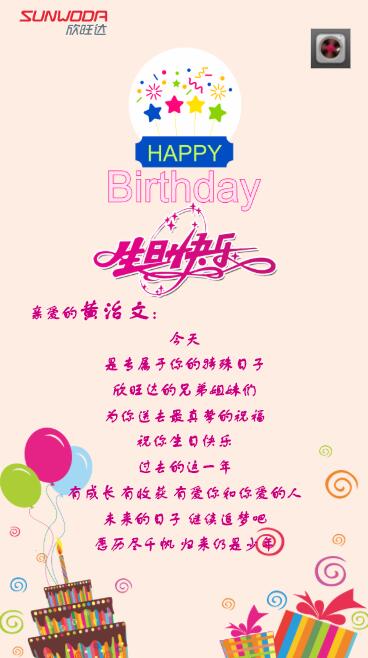 SUNWODA
欣旺达
HAPPY
Birthday
生日快乐
亲爱的黄治文：
今天
是专属于你的特殊日子
欣旺达的兄弟姐妹们
为你送去最真挚的祝福
祝你生日快乐
过去的这一年
有成长 有收获 有爱你和你爱的人
未来的日子 继续追梦吧
愿历尽千帆 归来仍是少年